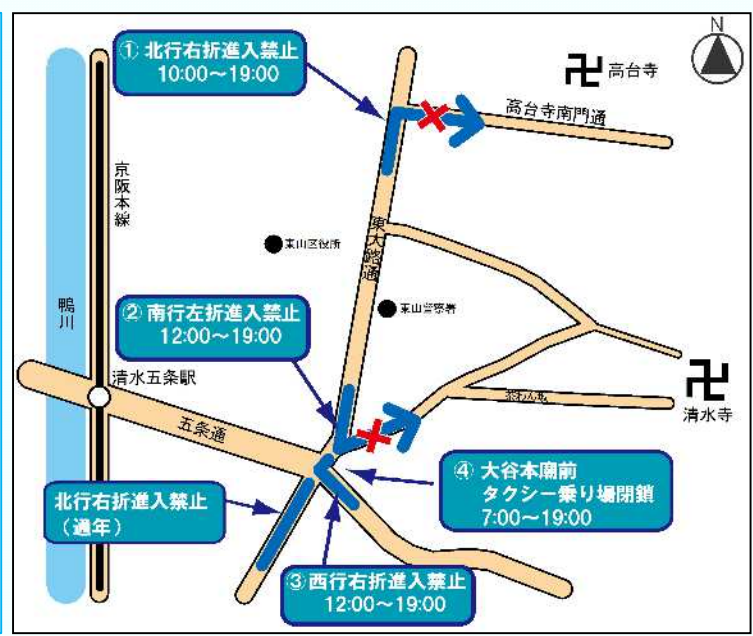 ① 北行右折進入禁止
10:00～19:00
N
高台寺
高台寺南門通
京阪本線
東大路通
東山区役所
鴨川
② 南行左折進入禁止
12:00～19:00
東山警察署
清水五条駅
清水寺
五条通
④ 大谷本廟前
タクシー乗り場閉鎖
7:00～19:00
北行右折進入禁止
（通年）
③西行右折進入禁止
12:00～19:00